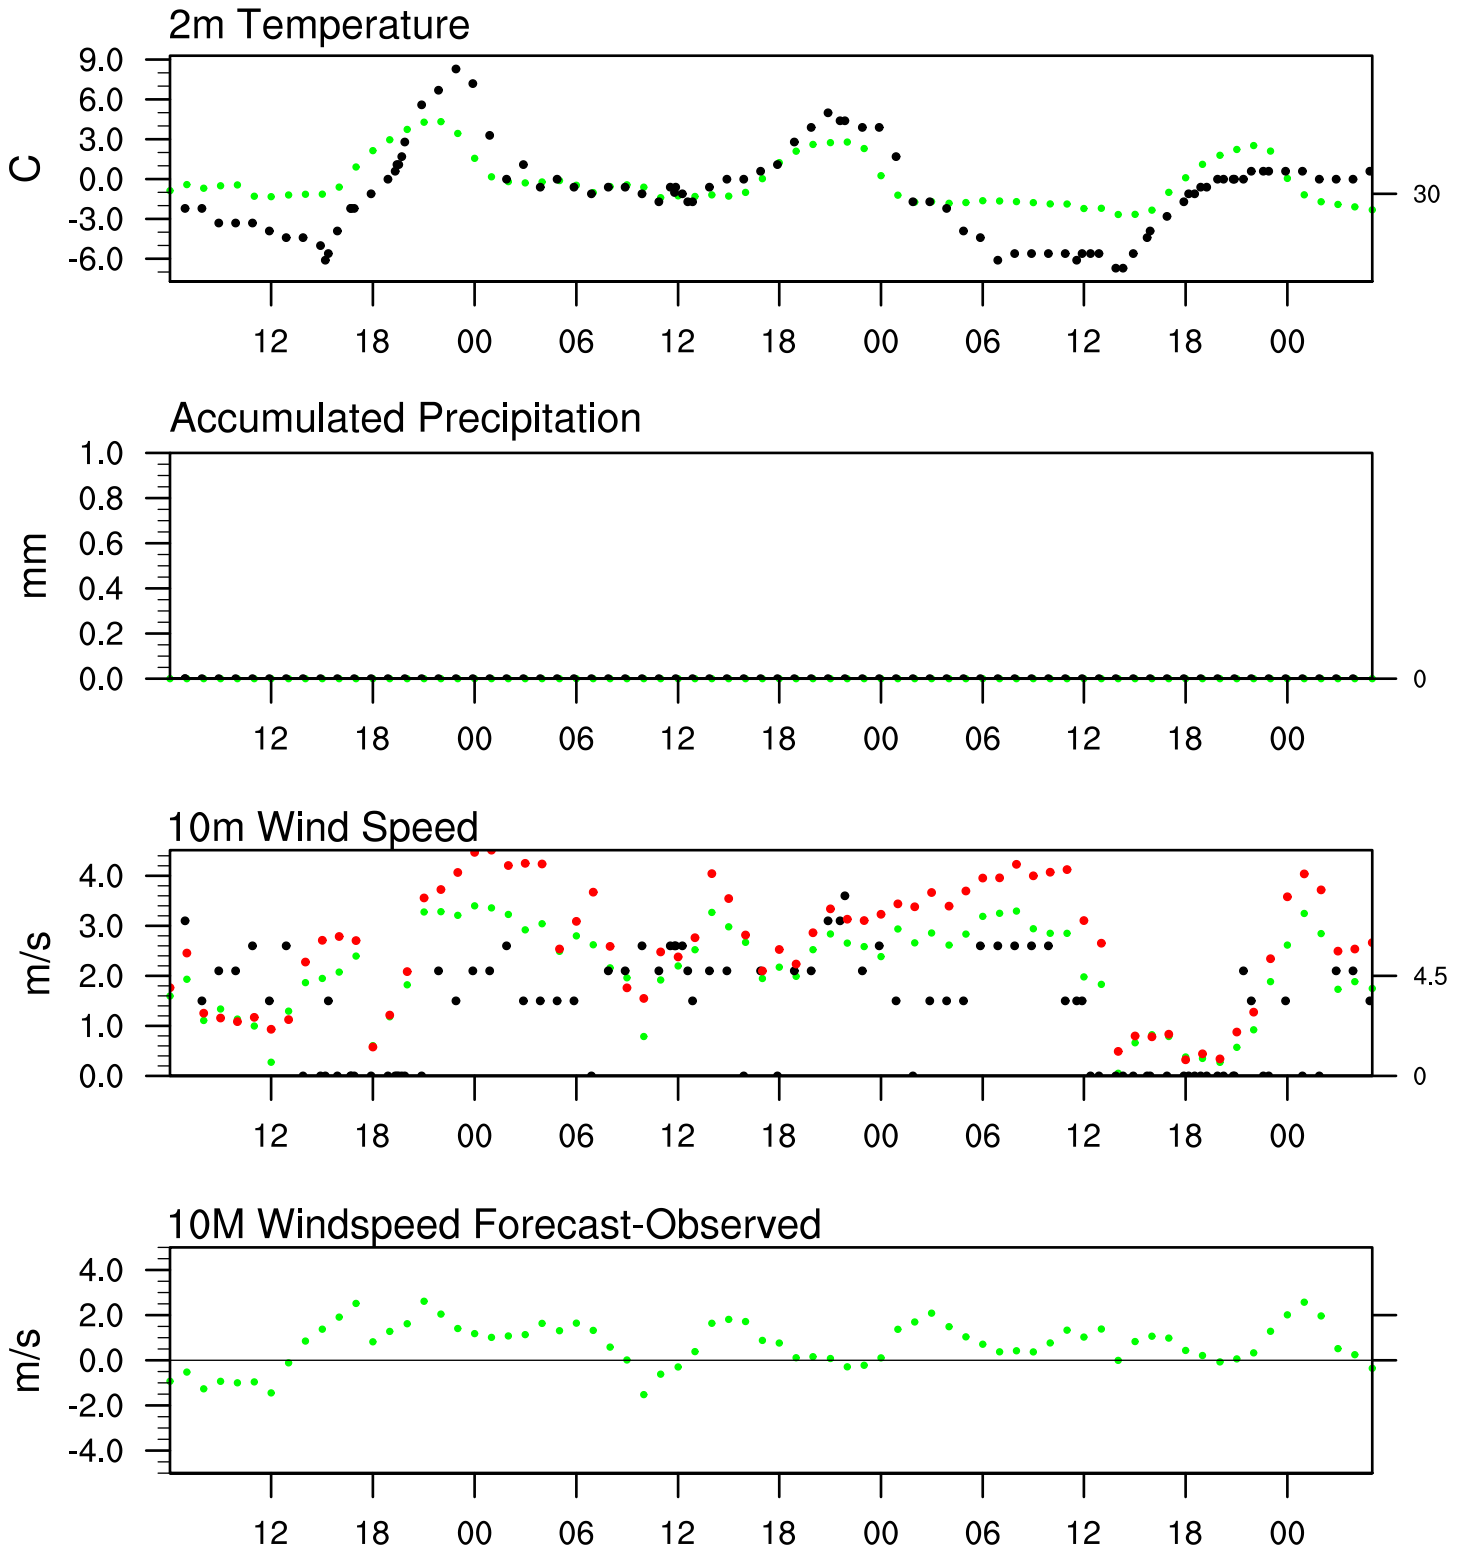 2m Temperature
9.0
6.0
3.0
0.0
-3.0
-6.0
C
30
12 18 00 06 12 18 00 06 12 18 00
Accumulated Precipitation
1.0
0.8
0.6
0.4
0.2
0.0
mm
0
12 18 00 06 12 18 00 06 12 18 00
10m Wind Speed
4.0
3.0
2.0
1.0
0.0
m/s
4.5
0
12 18 00 06 12 18 00 06 12 18 00
10M Windspeed Forecast-Observed
4.0
2.0
0.0
-2.0
-4.0
m/s
12 18 00 06 12 18 00 06 12 18 00